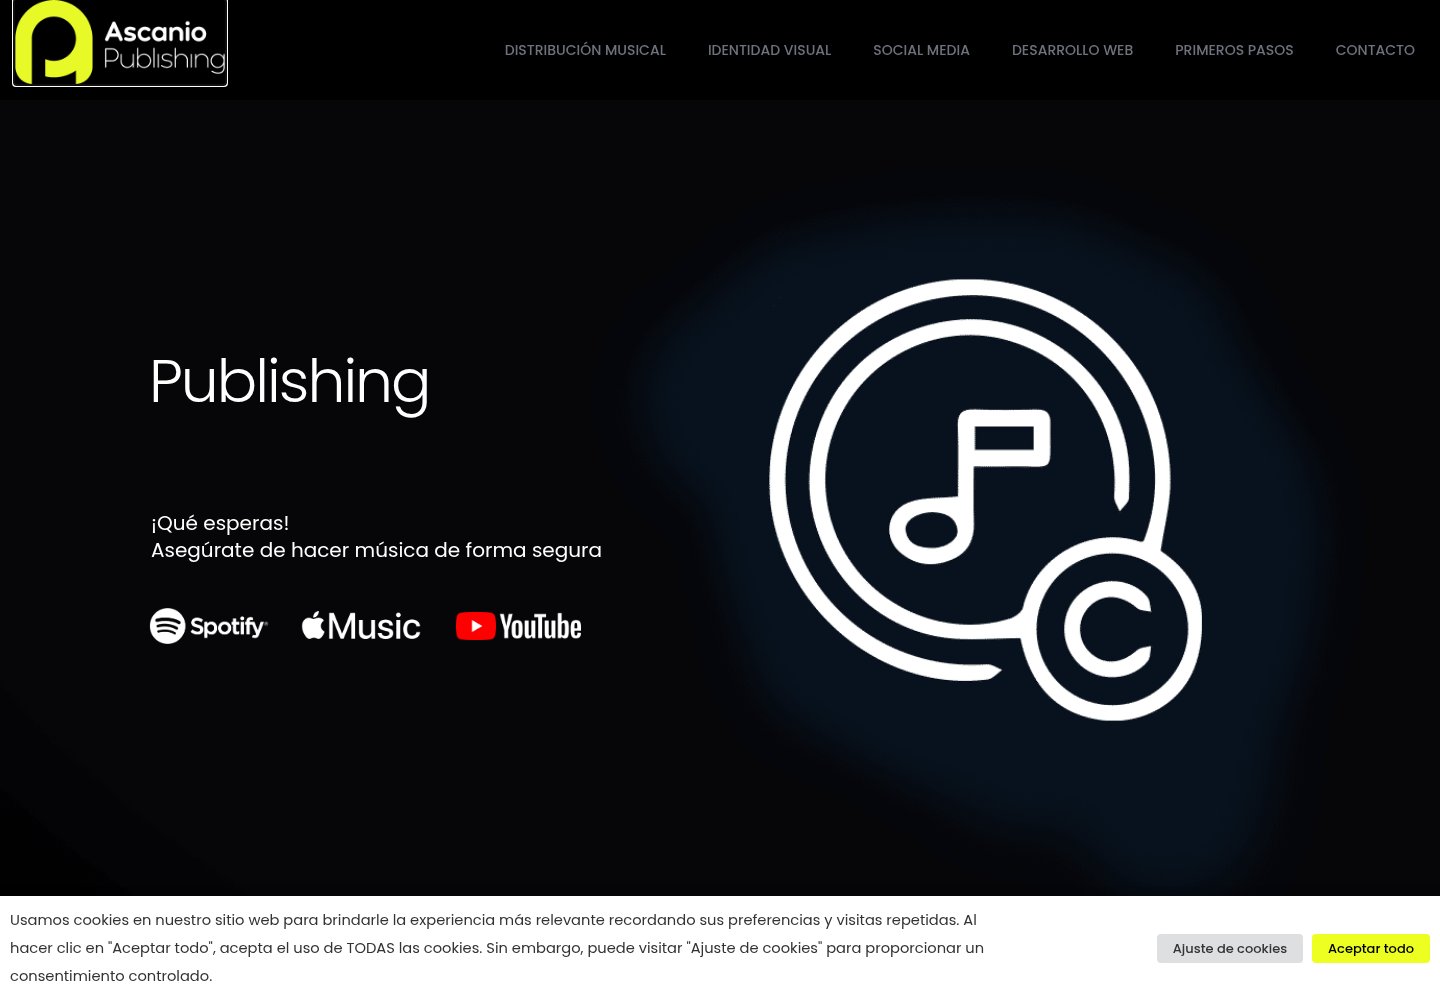 Ascanio
Publishing
DISTRIBUCIÓN MUSICAL
IDENTIDAD VISUAL
SOCIAL MEDIA
DESARROLLO WEB
PRIMEROS PASOS
CONTACTO
Publishing
¡Qué esperas!
Asegúrate de hacer música de forma segura
Spotify®
Music
YouTube
C
Usamos cookies en nuestro sitio web para brindarle la experiencia más relevante recordando sus preferencias y visitas repetidas. Al
hacer clic en "Aceptar todo", acepta el uso de TODAS las cookies. Sin embargo, puede visitar "Ajuste de cookies" para proporcionar un
consentimiento controlado.
Ajuste de cookies
Aceptar todo